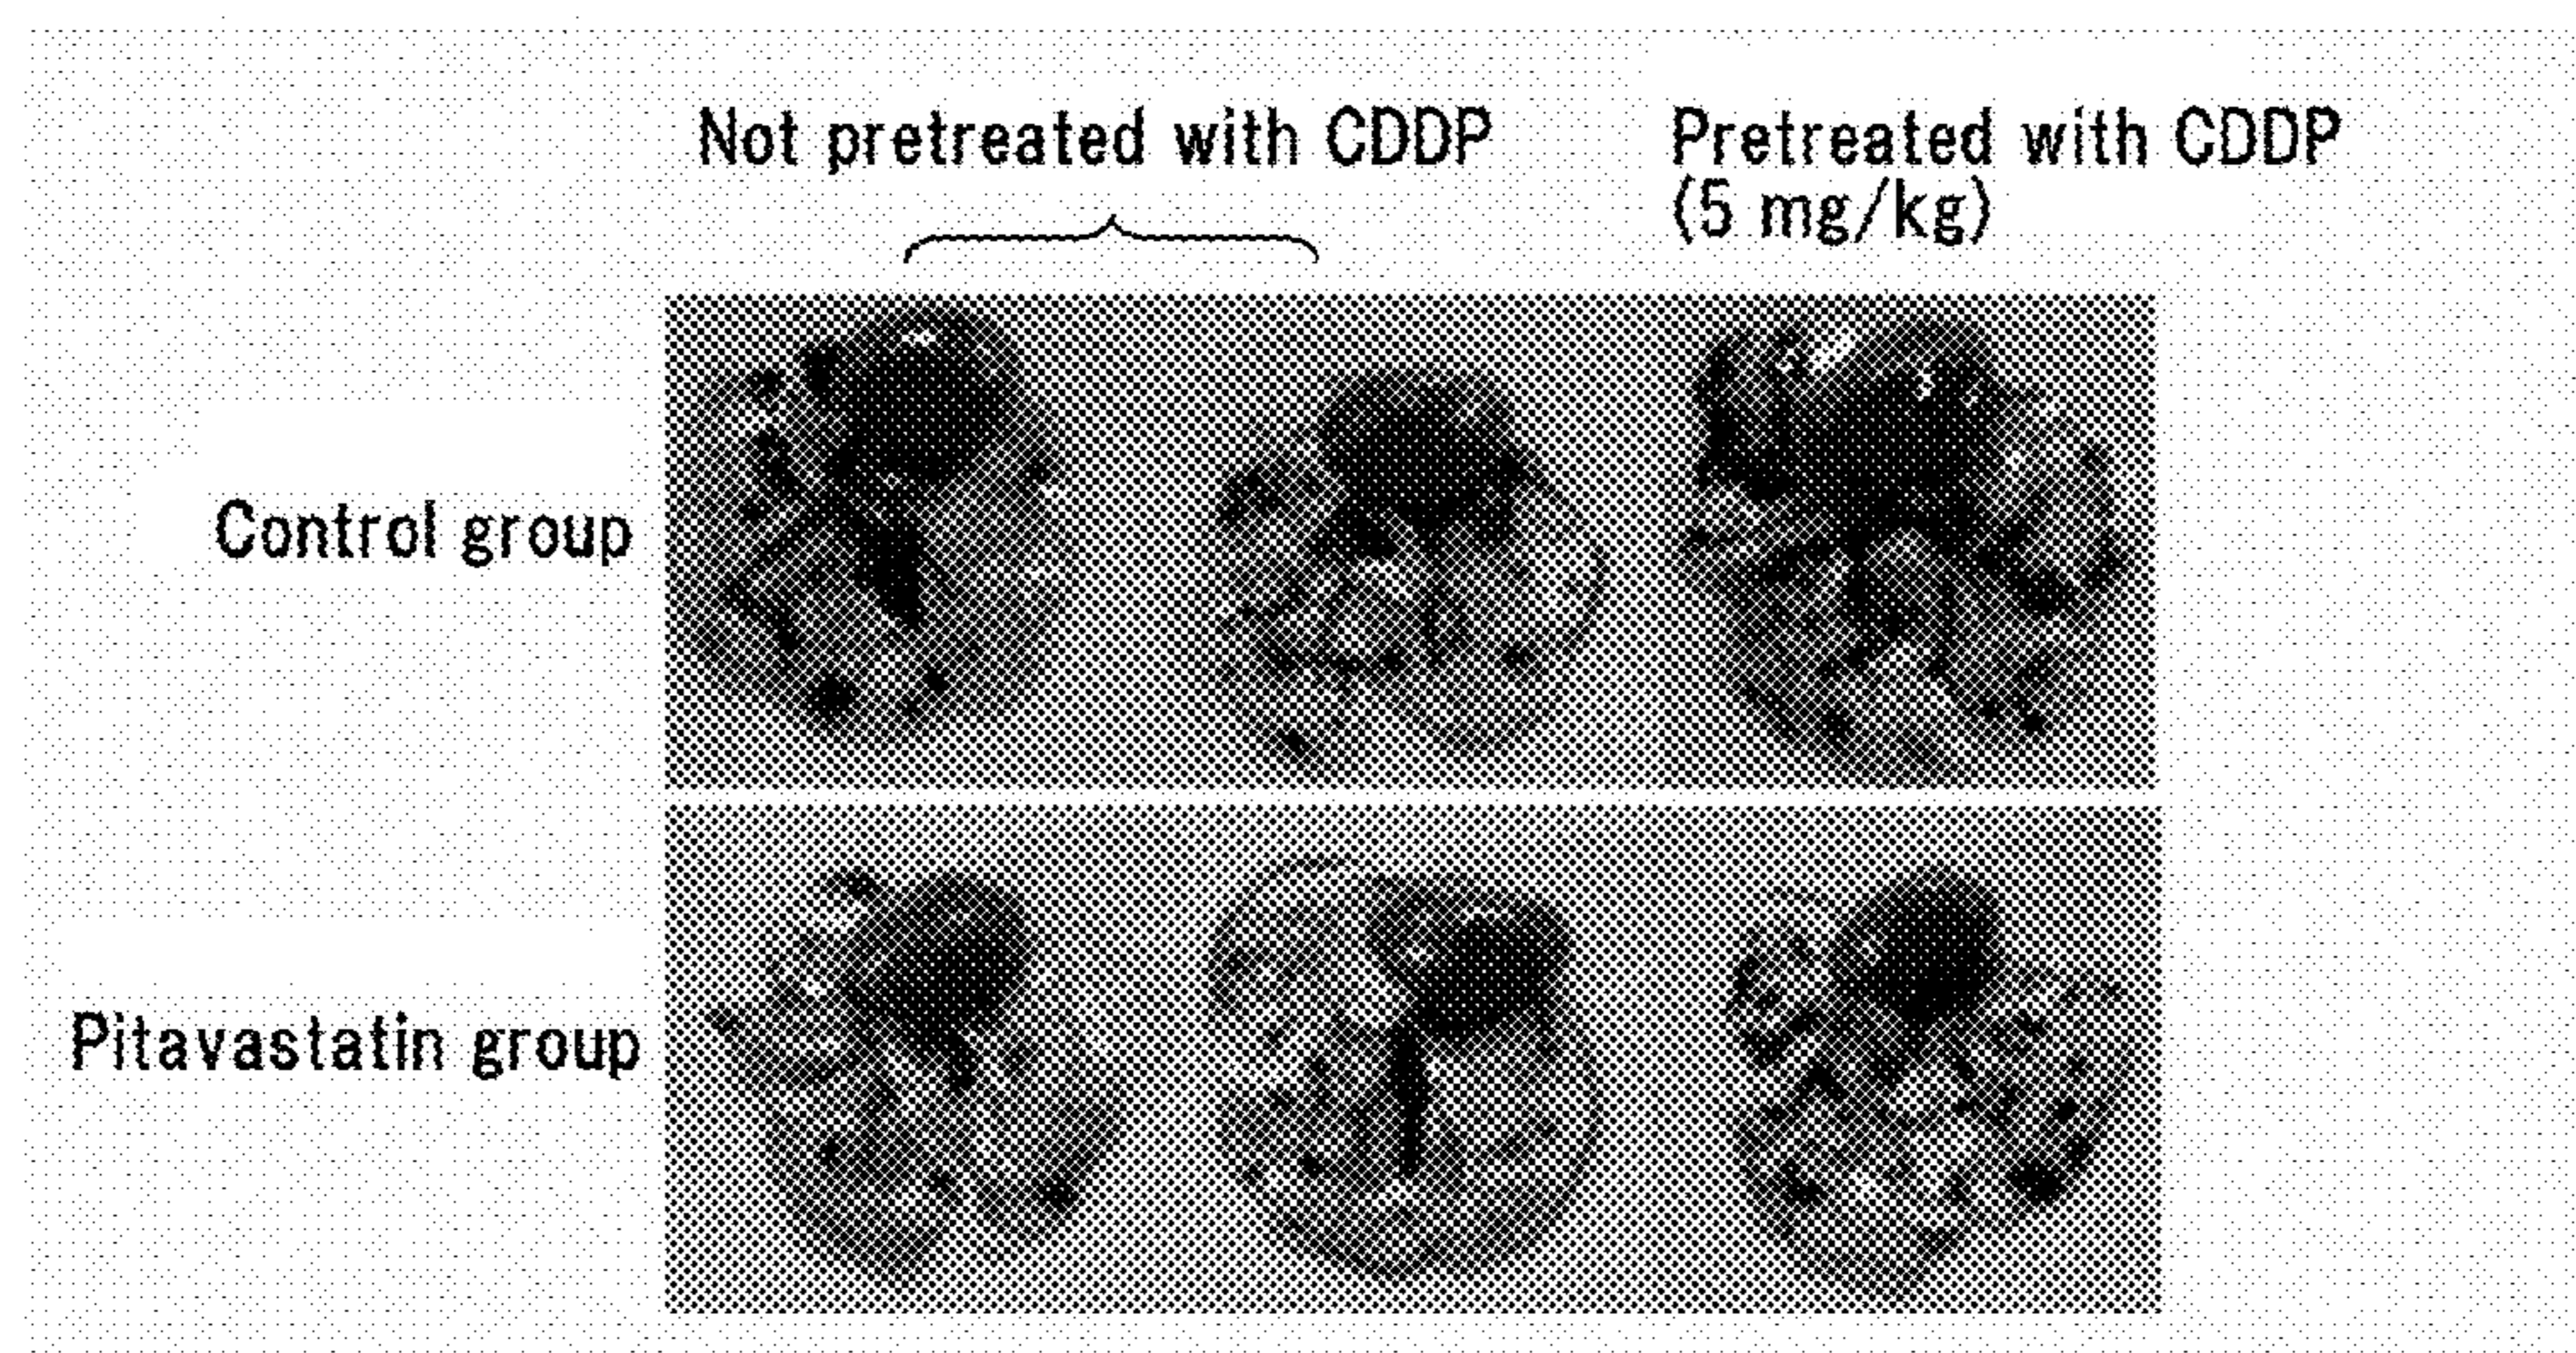 Not pretreated with CDDP
Pretreated with CDDP
(5 mg/kg)
Control group
Pitavastatin group